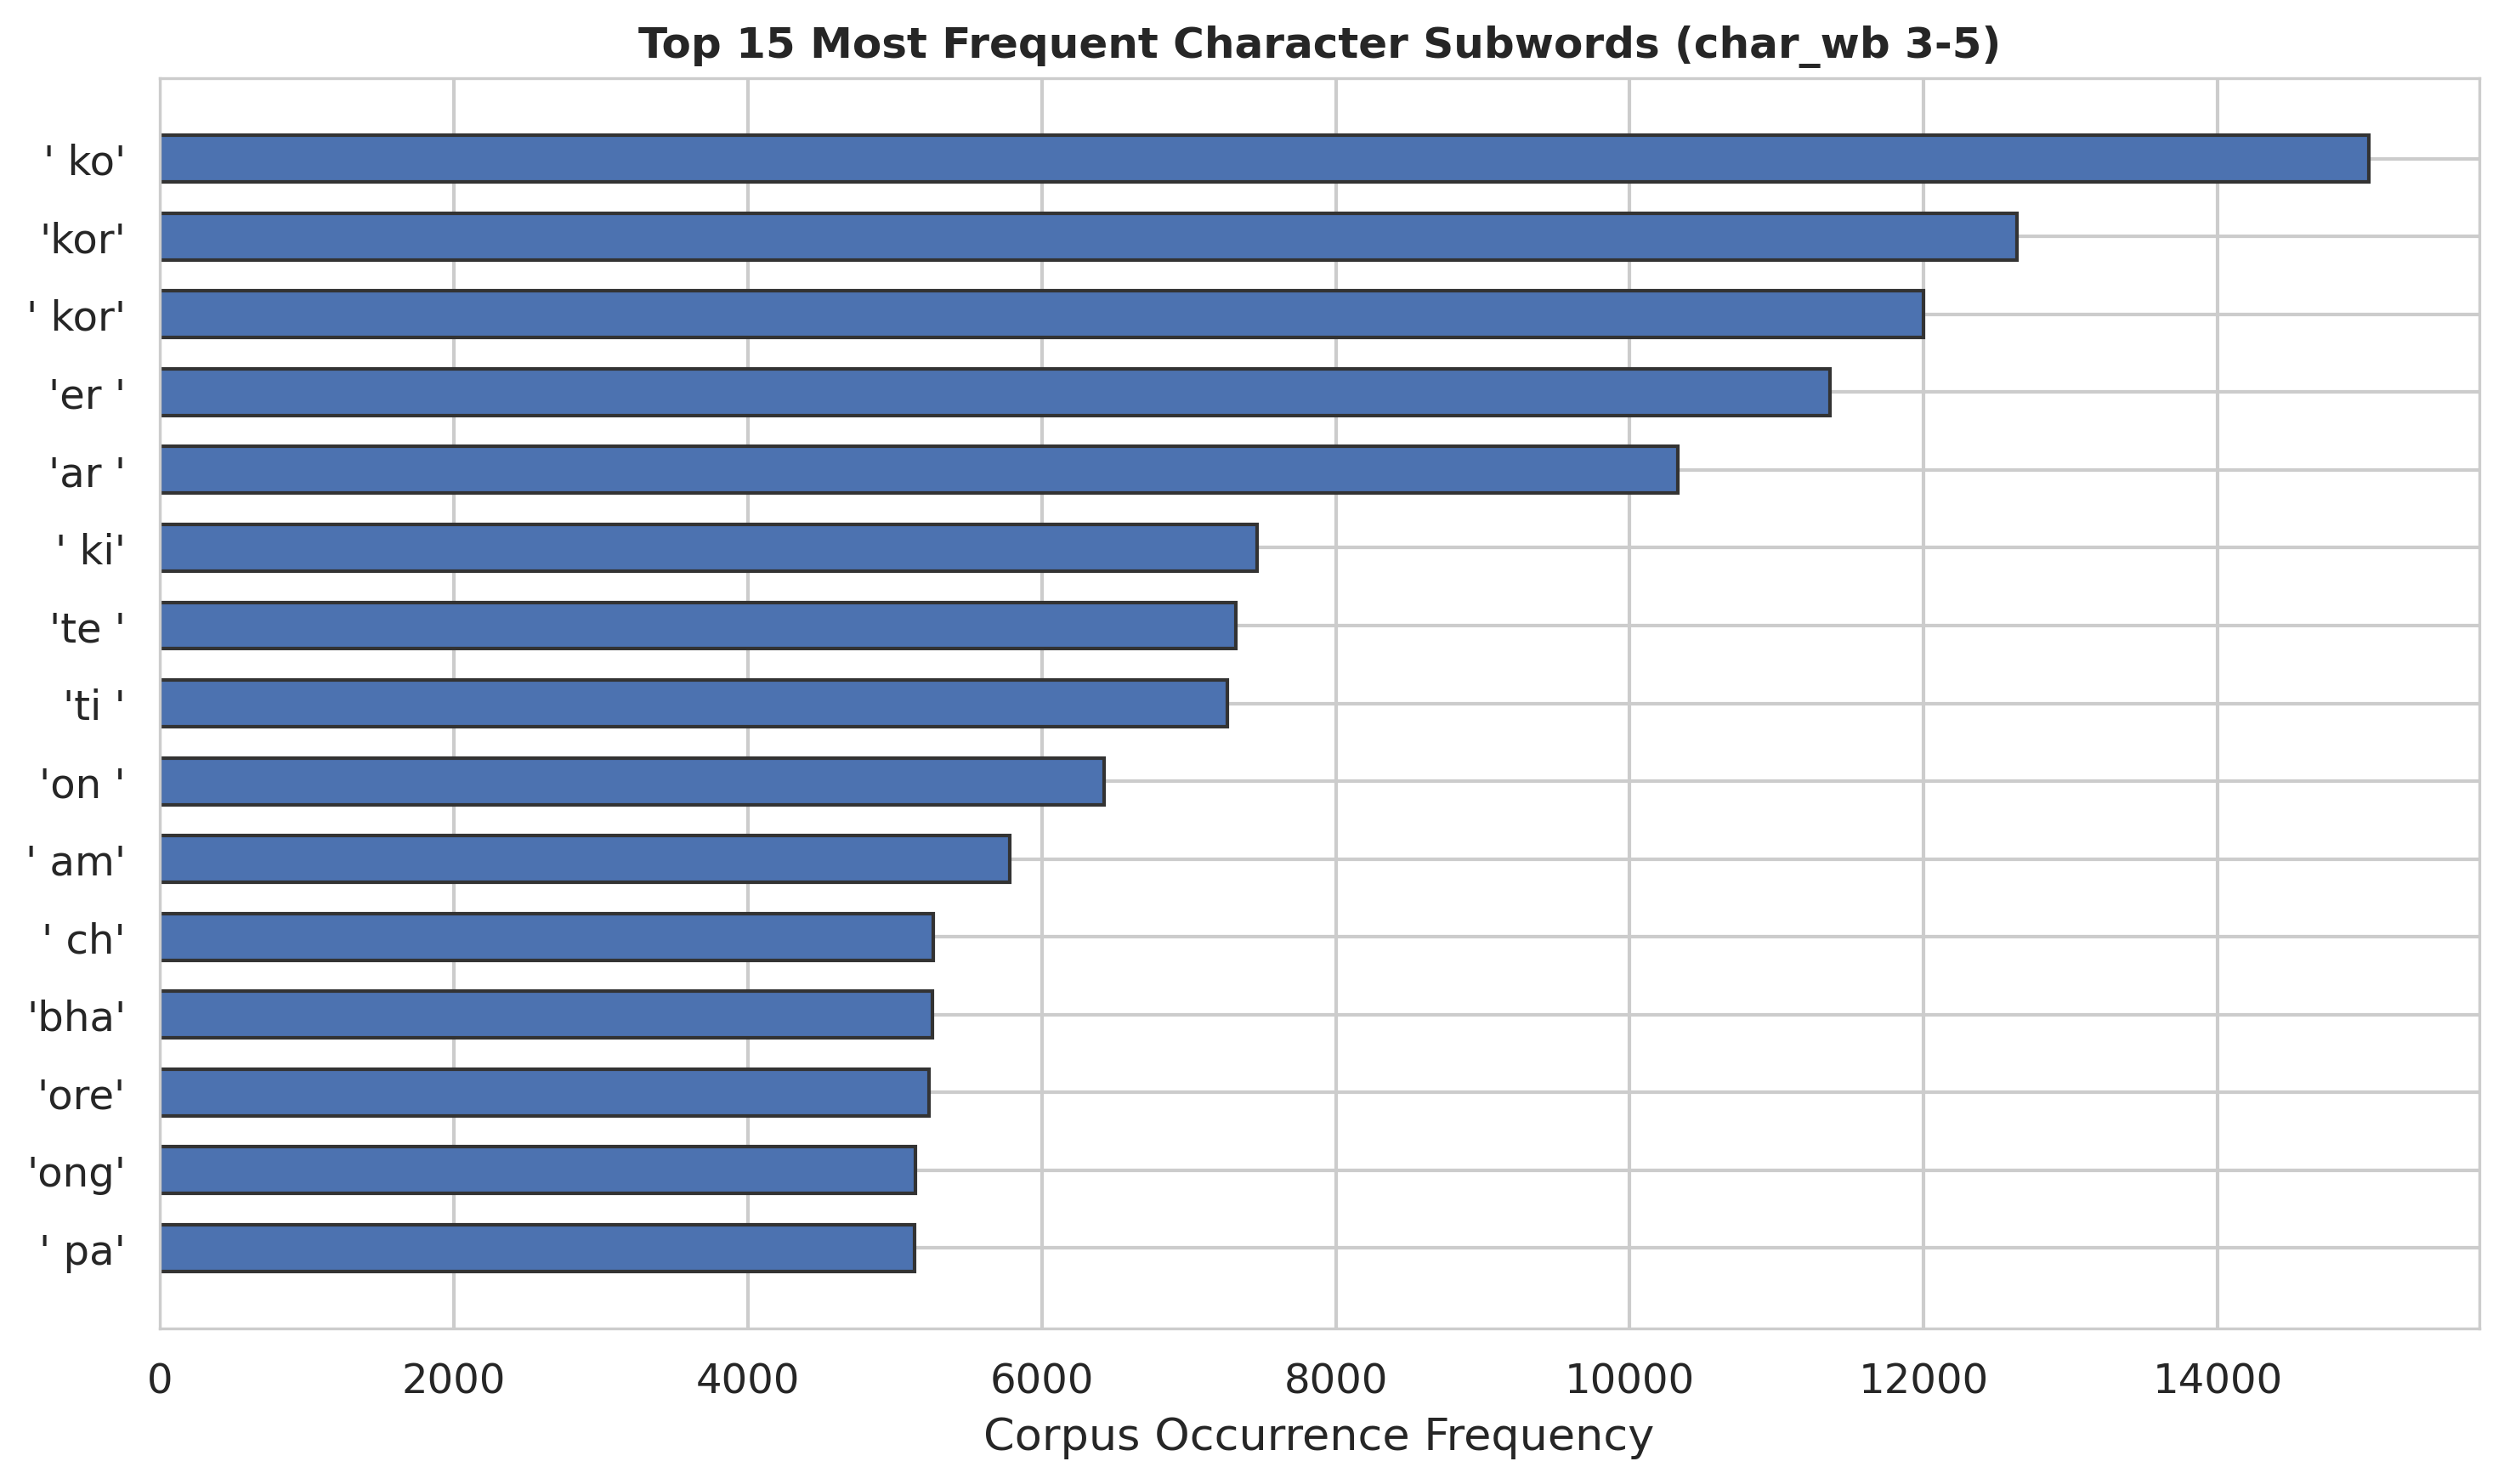 Top 15 Most Frequent Character Subwords (char_wb 3-5)
' ko'
'kor'
' kor'
'er '
'ar '
' ki'
'te '
'ti '
'on '
' am'
' ch'
'bha'
'ore'
'ong'
' pa'
0 2000 4000 6000 8000 10000 12000 14000
Corpus Occurrence Frequency